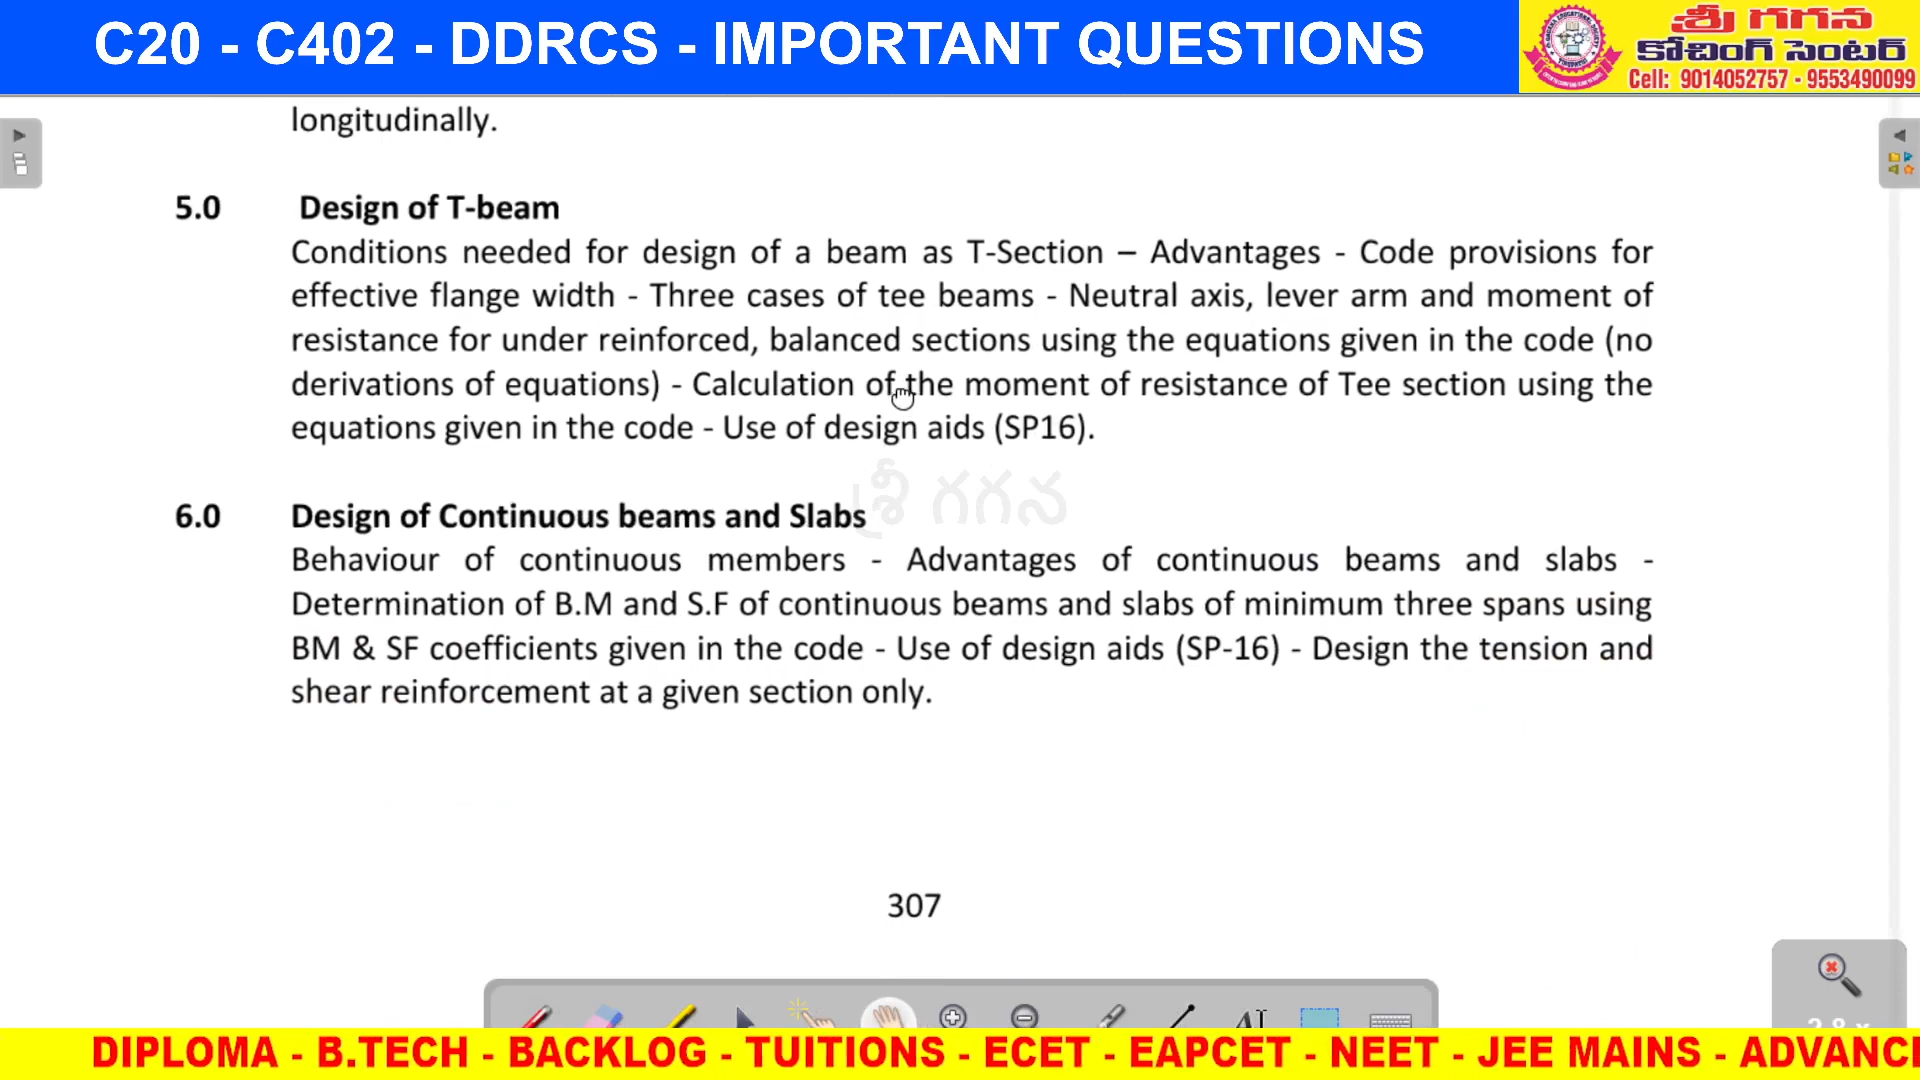 C20 - C402 - DDRCS - IMPORTANT QUESTIONS
శ్రీ గగన
కోచింగ్ సెంటర్
Cell: 9014052757 - 9553490099
longitudinally.
5.0 Design of T-beam
Conditions needed for design of a beam as T-Section – Advantages - Code provisions for
effective flange width - Three cases of tee beams - Neutral axis, lever arm and moment of
resistance for under reinforced, balanced sections using the equations given in the code (no
derivations of equations) - Calculation of the moment of resistance of Tee section using the
equations given in the code - Use of design aids (SP16).
శ్రీ గగన
6.0 Design of Continuous beams and Slabs
Behaviour of continuous members - Advantages of continuous beams and slabs -
Determination of B.M and S.F of continuous beams and slabs of minimum three spans using
BM & SF coefficients given in the code - Use of design aids (SP-16) - Design the tension and
shear reinforcement at a given section only.
307
DIPLOMA - B.TECH - BACKLOG - TUITIONS - ECET - EAPCET - NEET - JEE MAINS - ADVANC